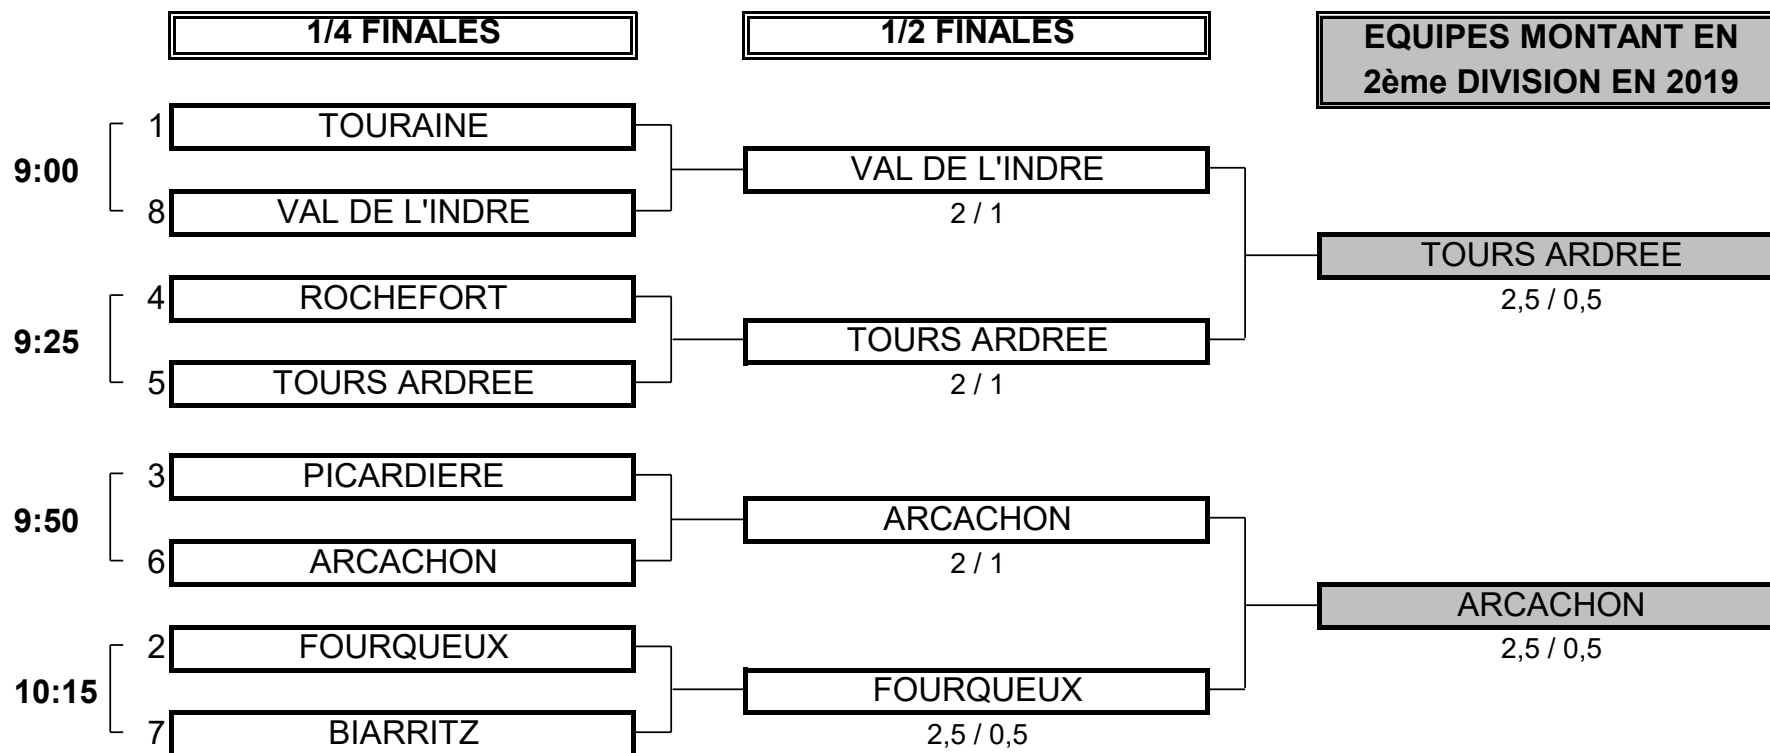 1/4 FINALES
1/2 FINALES
EQUIPES MONTANT EN
2ème DIVISION EN 2019
9:00
1 TOURAINE
8 VAL DE L'INDRE
VAL DE L'INDRE
2 / 1
9:25
4 ROCHEFORT
5 TOURS ARDREE
TOURS ARDREE
2 / 1
TOURS ARDREE
2,5 / 0,5
9:50
3 PICARDIERE
6 ARCACHON
ARCACHON
2 / 1
10:15
2 FOURQUEUX
7 BIARRITZ
FOURQUEUX
2,5 / 0,5
ARCACHON
2,5 / 0,5